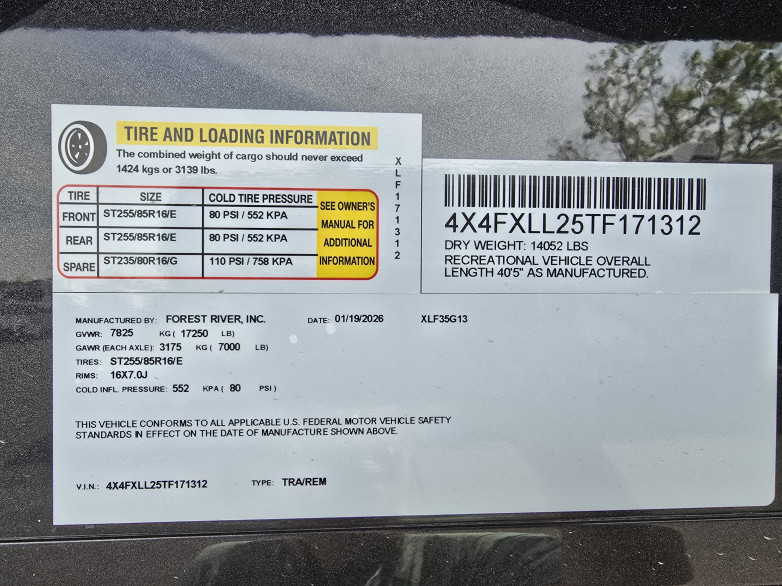 TIRE AND LOADING INFORMATION
The combined weight of cargo should never exceed
1424 kgs or 3139 lbs.
TIRE SIZE COLD TIRE PRESSURE
FRONT ST255/85R16/E 80 PSI / 552 KPA
REAR ST255/85R16/E 80 PSI / 552 KPA
SPARE ST235/80R16/G 110 PSI / 758 KPA
SEE OWNER'S
MANUAL FOR
ADDITIONAL
INFORMATION
XLF171312
4X4FXLL25TF171312
DRY WEIGHT: 14052 LBS
RECREATIONAL VEHICLE OVERALL
LENGTH 40'5" AS MANUFACTURED.
MANUFACTURED BY: FOREST RIVER, INC. DATE: 01/19/2026 XLF35G13
GVWR: 7825 KG ( 17250 LB)
GAWR (EACH AXLE): 3175 KG ( 7000 LB)
TIRES: ST255/85R16/E
RIMS: 16X7.0J
COLD INFL. PRESSURE: 552 KPA ( 80 PSI )
THIS VEHICLE CONFORMS TO ALL APPLICABLE U.S. FEDERAL MOTOR VEHICLE SAFETY
STANDARDS IN EFFECT ON THE DATE OF MANUFACTURE SHOWN ABOVE.
V.I.N.: 4X4FXLL25TF171312 TYPE: TRA/REM